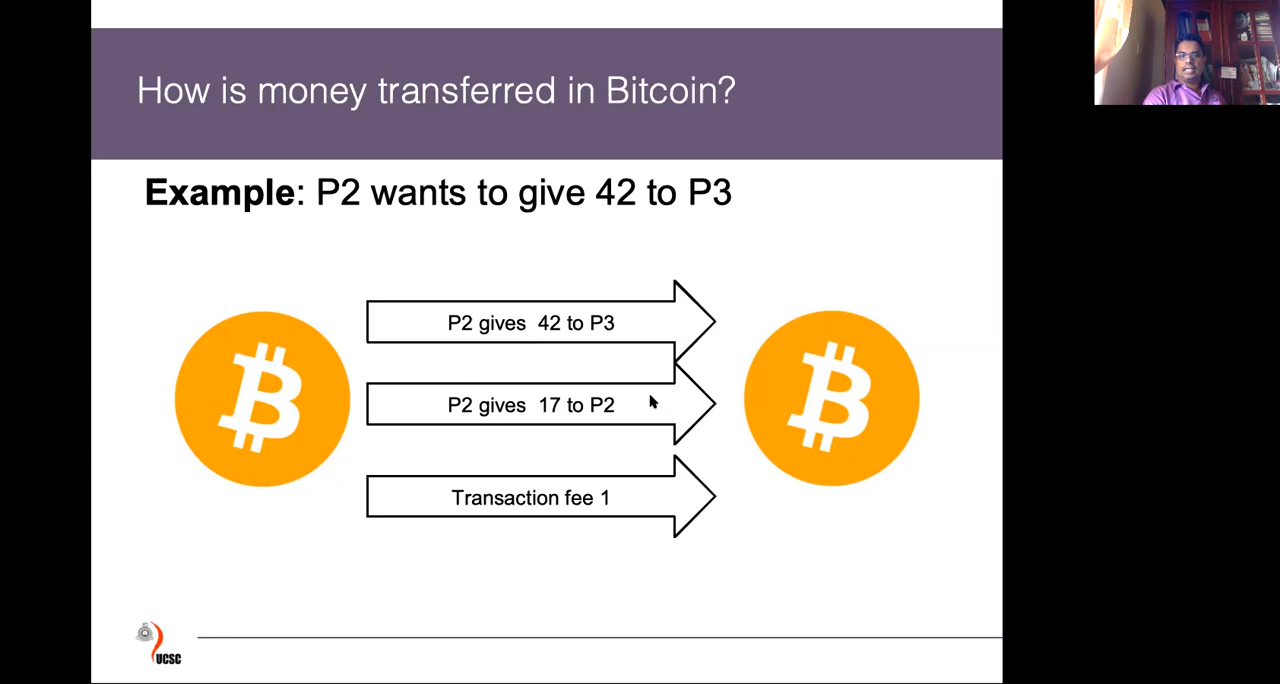 How is money transferred in Bitcoin?
Example: P2 wants to give 42 to P3
P2 gives 42 to P3
P2 gives 17 to P2
Transaction fee 1
UCSC